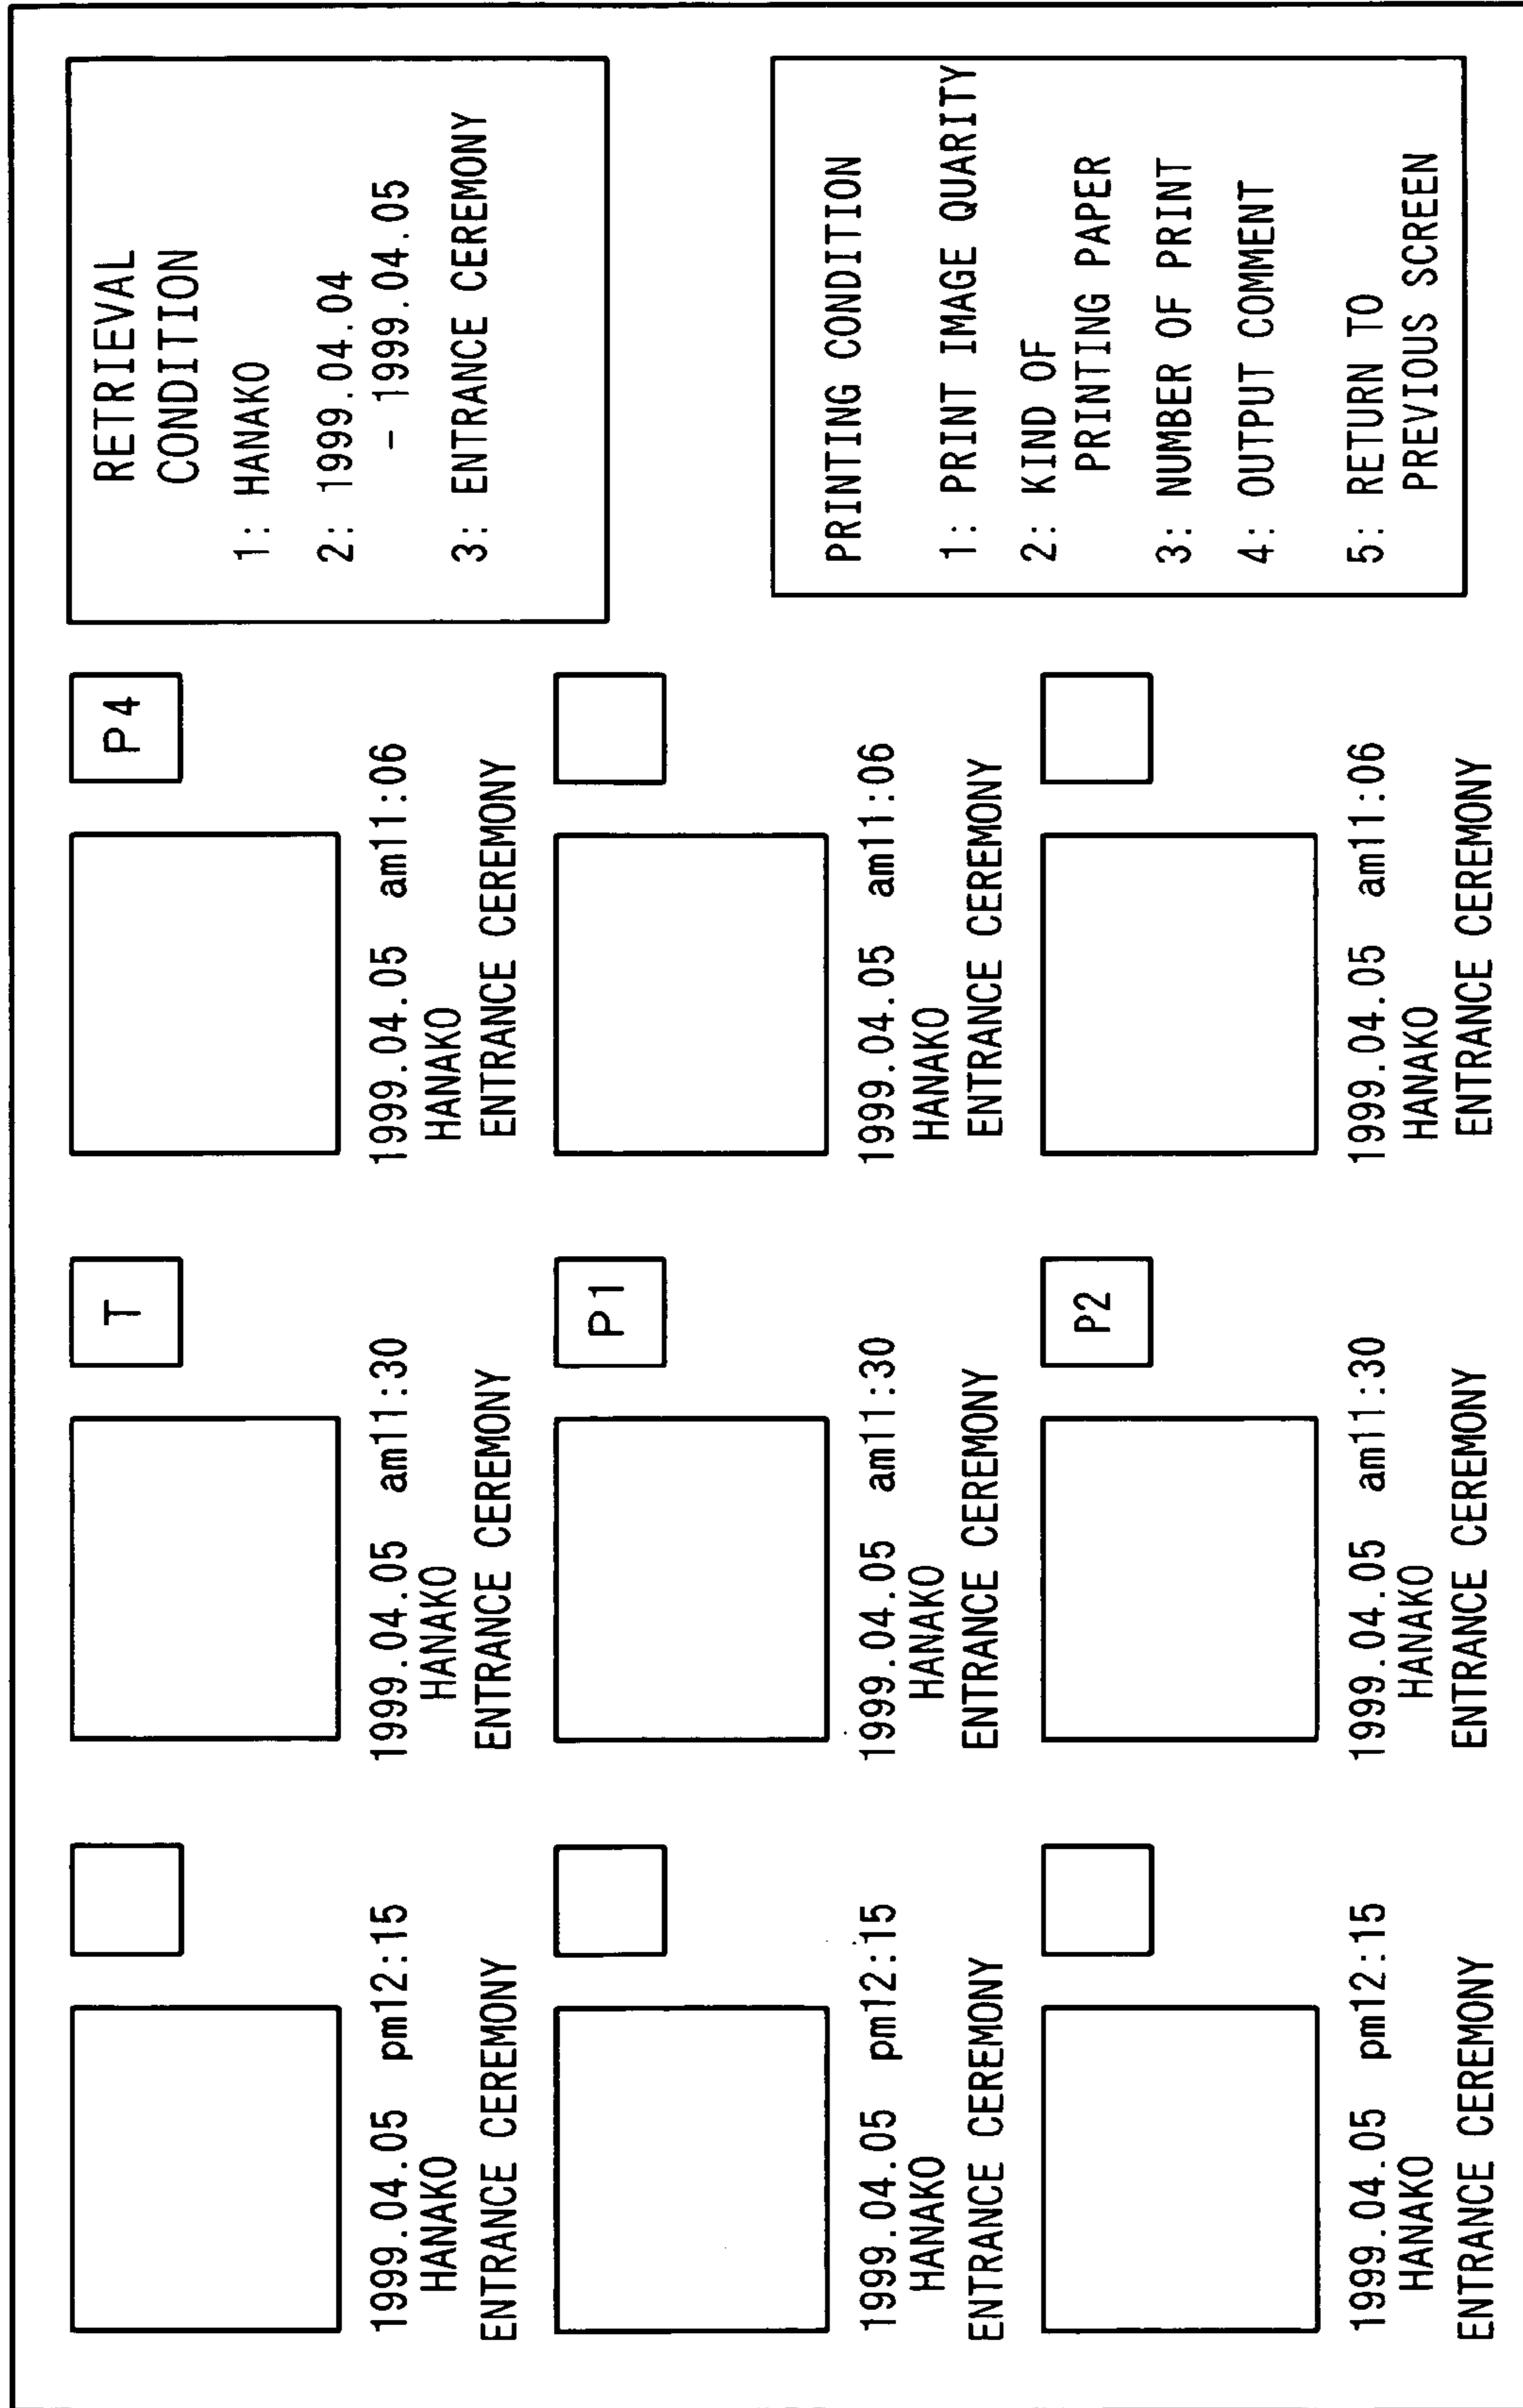 1999.04.05 pm12:15
HANAKO
ENTRANCE CEREMONY
T
1999.04.05 am11:30
HANAKO
ENTRANCE CEREMONY
P4
1999.04.05 am11:06
HANAKO
ENTRANCE CEREMONY
1999.04.05 pm12:15
HANAKO
ENTRANCE CEREMONY
P1
1999.04.05 am11:30
HANAKO
ENTRANCE CEREMONY
1999.04.05 am11:06
HANAKO
ENTRANCE CEREMONY
1999.04.05 pm12:15
HANAKO
ENTRANCE CEREMONY
P2
1999.04.05 am11:30
HANAKO
ENTRANCE CEREMONY
1999.04.05 am11:06
HANAKO
ENTRANCE CEREMONY
RETRIEVAL
CONDITION
1: HANAKO
2: 1999.04.04
- 1999.04.05
3: ENTRANCE CEREMONY
PRINTING CONDITION
1: PRINT IMAGE QUARITY
2: KIND OF
PRINTING PAPER
3: NUMBER OF PRINT
4: OUTPUT COMMENT
5: RETURN TO
PREVIOUS SCREEN